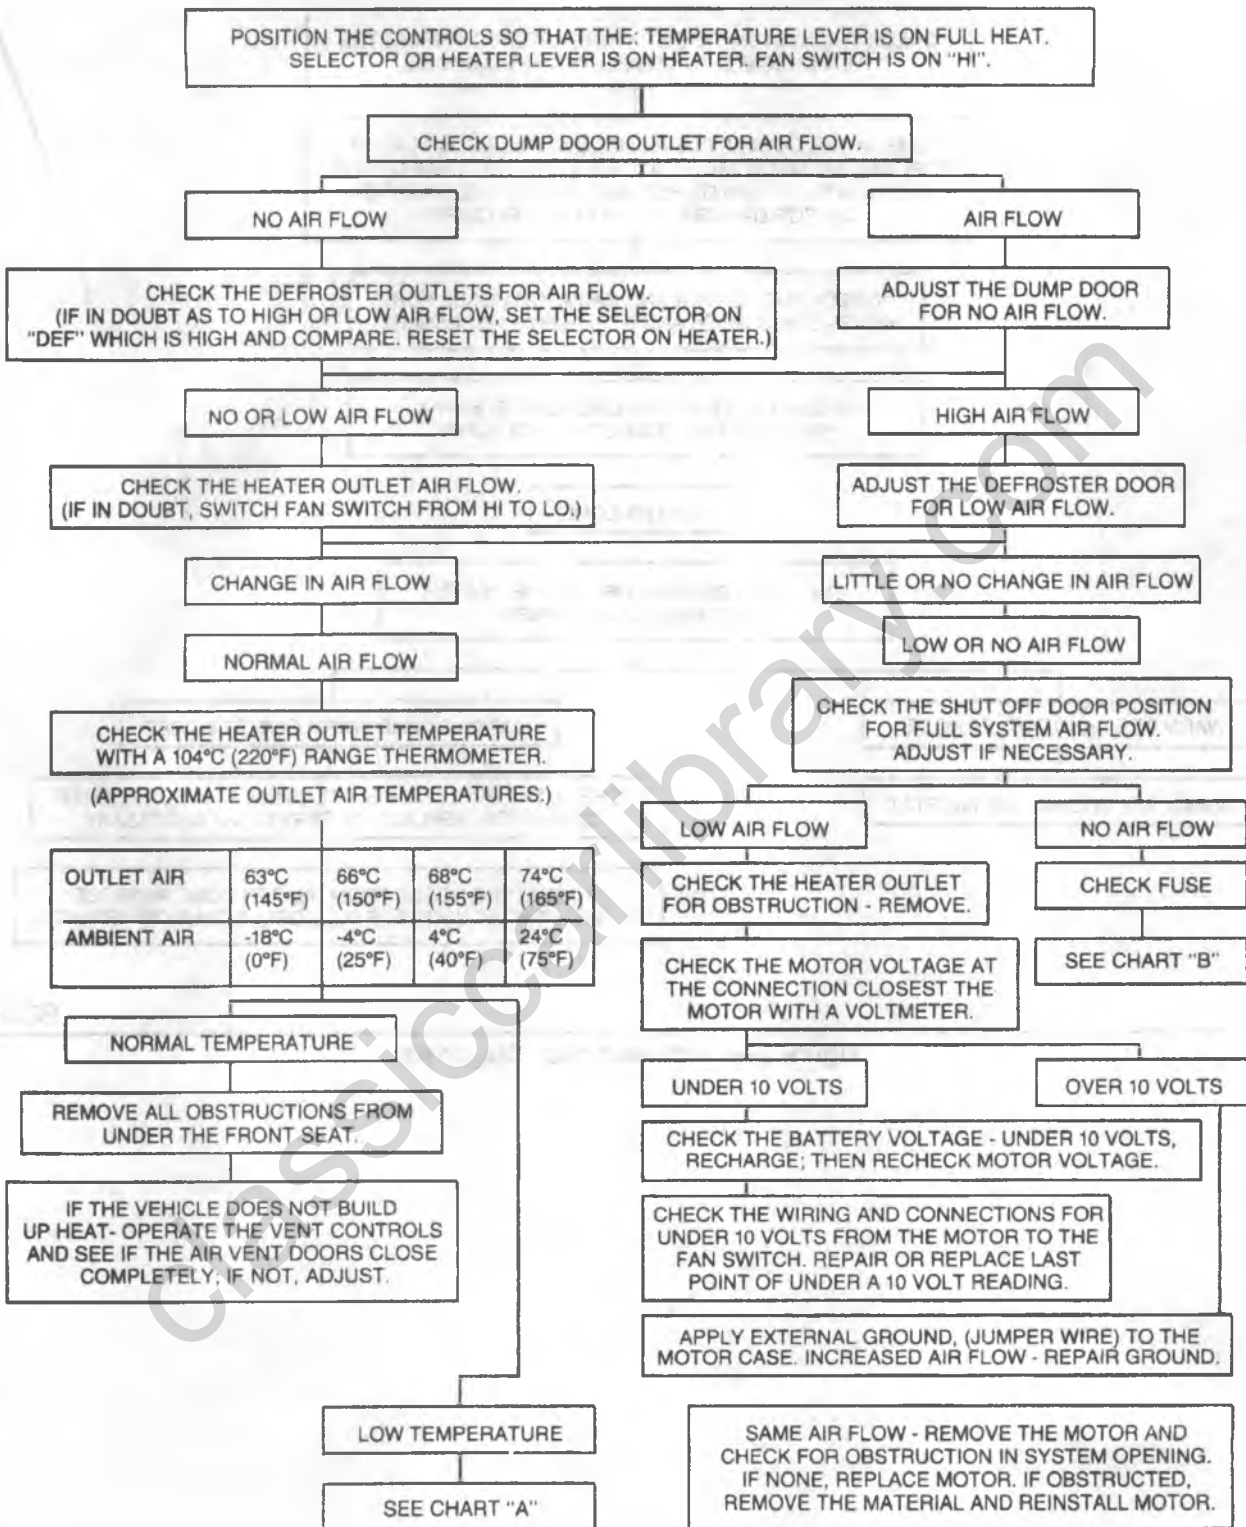 POSITION THE CONTROLS SO THAT THE: TEMPERATURE LEVER IS ON FULL HEAT.
SELECTOR OR HEATER LEVER IS ON HEATER. FAN SWITCH IS ON "HI".
CHECK DUMP DOOR OUTLET FOR AIR FLOW.
NO AIR FLOW
AIR FLOW
CHECK THE DEFROSTER OUTLETS FOR AIR FLOW.
(IF IN DOUBT AS TO HIGH OR LOW AIR FLOW, SET THE SELECTOR ON
"DEF" WHICH IS HIGH AND COMPARE. RESET THE SELECTOR ON HEATER.)
ADJUST THE DUMP DOOR
FOR NO AIR FLOW.
NO OR LOW AIR FLOW
HIGH AIR FLOW
CHECK THE HEATER OUTLET AIR FLOW.
(IF IN DOUBT, SWITCH FAN SWITCH FROM HI TO LO.)
ADJUST THE DEFROSTER DOOR
FOR LOW AIR FLOW.
CHANGE IN AIR FLOW
LITTLE OR NO CHANGE IN AIR FLOW
NORMAL AIR FLOW
LOW OR NO AIR FLOW
CHECK THE HEATER OUTLET TEMPERATURE
WITH A 104°C (220°F) RANGE THERMOMETER.
(APPROXIMATE OUTLET AIR TEMPERATURES.)
CHECK THE SHUT OFF DOOR POSITION
FOR FULL SYSTEM AIR FLOW.
ADJUST IF NECESSARY.
LOW AIR FLOW
NO AIR FLOW
OUTLET AIR 63°C 66°C 68°C 74°C
(145°F) (150°F) (155°F) (165°F)
AMBIENT AIR -18°C -4°C 4°C 24°C
(0°F) (25°F) (40°F) (75°F)
CHECK THE HEATER OUTLET
FOR OBSTRUCTION - REMOVE.
CHECK FUSE
CHECK THE MOTOR VOLTAGE AT
THE CONNECTION CLOSEST THE
MOTOR WITH A VOLTMETER.
SEE CHART "B"
NORMAL TEMPERATURE
UNDER 10 VOLTS
OVER 10 VOLTS
REMOVE ALL OBSTRUCTIONS FROM
UNDER THE FRONT SEAT.
CHECK THE BATTERY VOLTAGE - UNDER 10 VOLTS,
RECHARGE; THEN RECHECK MOTOR VOLTAGE.
IF THE VEHICLE DOES NOT BUILD
UP HEAT- OPERATE THE VENT CONTROLS
AND SEE IF THE AIR VENT DOORS CLOSE
COMPLETELY; IF NOT, ADJUST.
CHECK THE WIRING AND CONNECTIONS FOR
UNDER 10 VOLTS FROM THE MOTOR TO THE
FAN SWITCH. REPAIR OR REPLACE LAST
POINT OF UNDER A 10 VOLT READING.
APPLY EXTERNAL GROUND, (JUMPER WIRE) TO THE
MOTOR CASE. INCREASED AIR FLOW - REPAIR GROUND.
LOW TEMPERATURE
SEE CHART "A"
SAME AIR FLOW - REMOVE THE MOTOR AND
CHECK FOR OBSTRUCTION IN SYSTEM OPENING.
IF NONE, REPLACE MOTOR. IF OBSTRUCTED,
REMOVE THE MATERIAL AND REINSTALL MOTOR.
classiccarlibrary.com